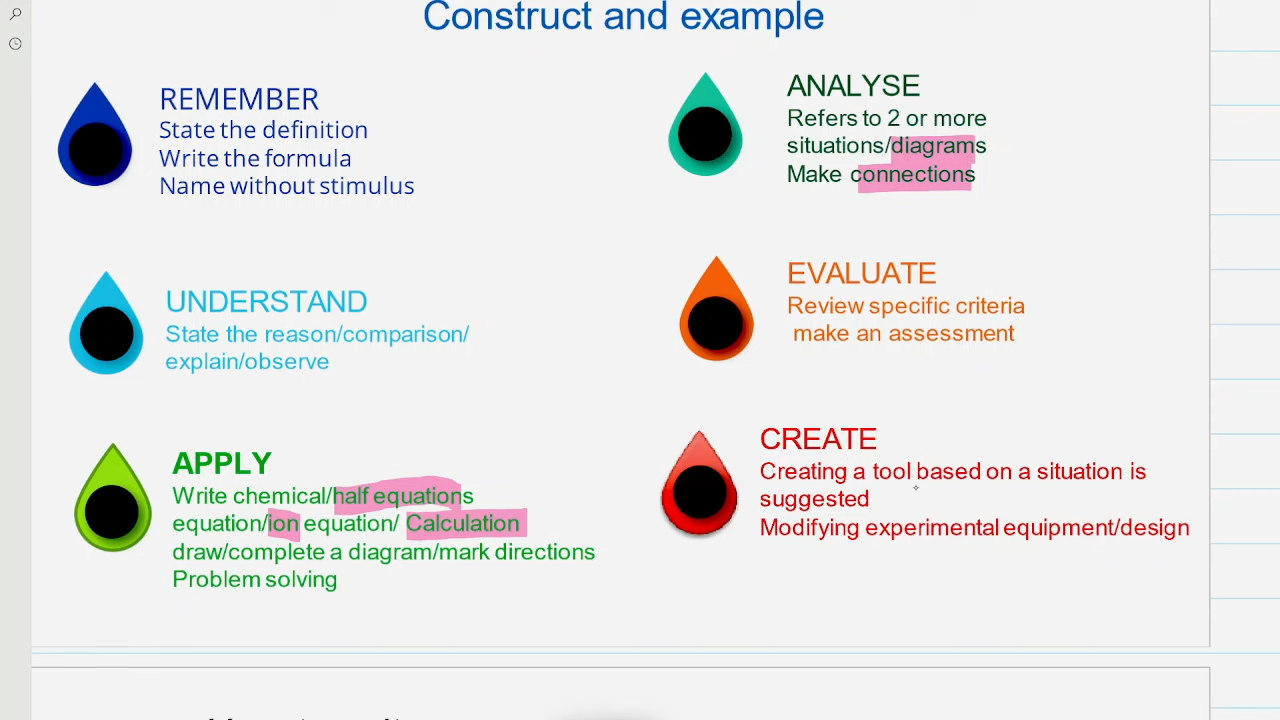 Construct and example
REMEMBER
State the definition
Write the formula
Name without stimulus
UNDERSTAND
State the reason/comparison/
explain/observe
APPLY
Write chemical/half equations
equation/ion equation/ Calculation
draw/complete a diagram/mark directions
Problem solving
ANALYSE
Refers to 2 or more
situations/diagrams
Make connections
EVALUATE
Review specific criteria
make an assessment
CREATE
Creating a tool based on a situation is
suggested
Modifying experimental equipment/design